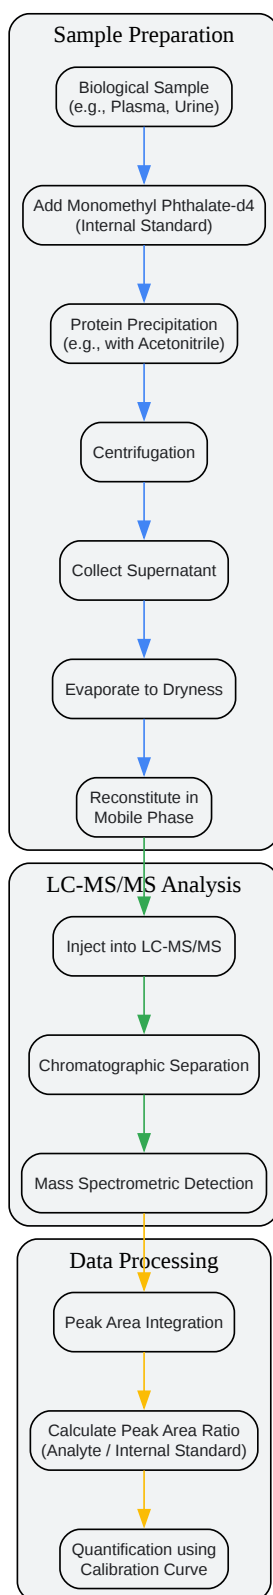 Sample Preparation
Biological Sample
(e.g., Plasma, Urine)
Add Monomethyl Phthalate-d4
(Internal Standard)
Protein Precipitation
(e.g., with Acetonitrile)
Centrifugation
Collect Supernatant
Evaporate to Dryness
Reconstitute in
Mobile Phase
LC-MS/MS Analysis
Inject into LC-MS/MS
Chromatographic Separation
Mass Spectrometric Detection
Data Processing
Peak Area Integration
Calculate Peak Area Ratio
(Analyte / Internal Standard)
Quantification using
Calibration Curve